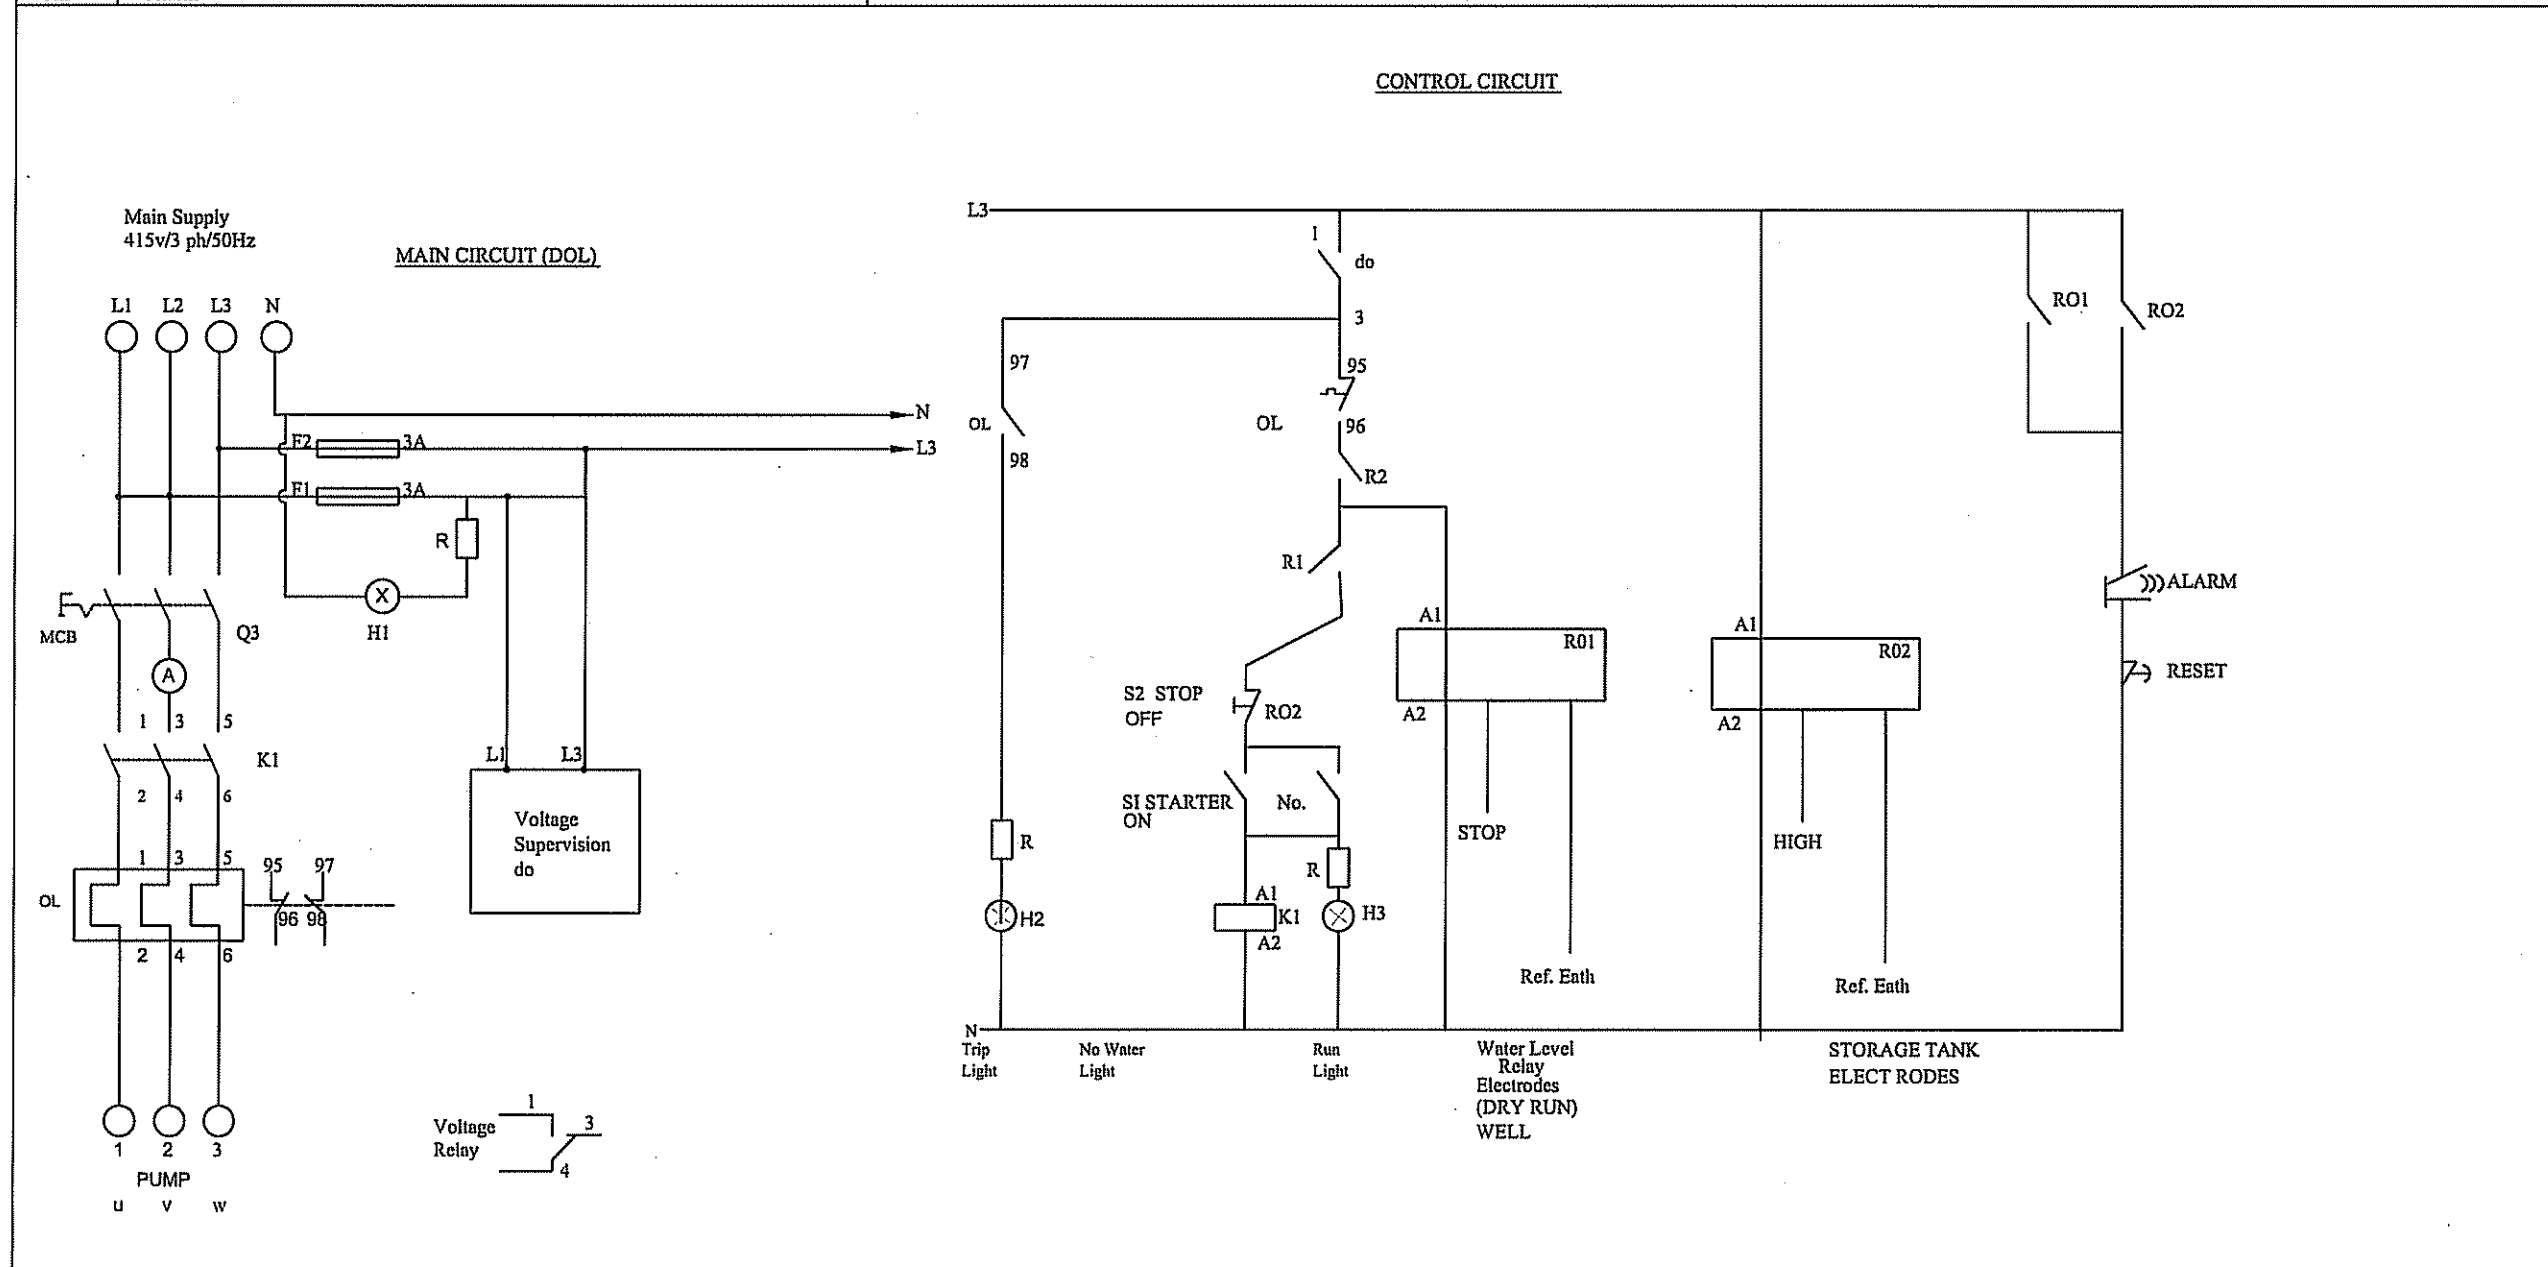 CONTROL CIRCUIT
Main Supply
415v/3 ph/50Hz
MAIN CIRCUIT (DOL)
L1 L2 L3 N
N
F2 3A
L3
F1 3A
R
H1
X
MCB
Q3
A
1 3 5
K1
2 4 6
1 3 5
OL
95 97
96 98
2 4 6
L1 L3
Voltage
Supervision
do
1 2 3
PUMP
u v w
Voltage
Relay
1
3
4
L3
1
do
3
97
OL
98
95
OL
96
R2
R1
S2 STOP
OFF
RO2
SI STARTER
ON
No.
R
H2
A1
K1
A2
R
H3
A1
R01
A2
STOP
Ref. Eath
A1
R02
A2
HIGH
Ref. Eath
RO1
RO2
ALARM
RESET
N
Trip
Light
No Water
Light
Run
Light
Water Level
Relay
Electrodes
(DRY RUN)
WELL
STORAGE TANK
ELECT RODES